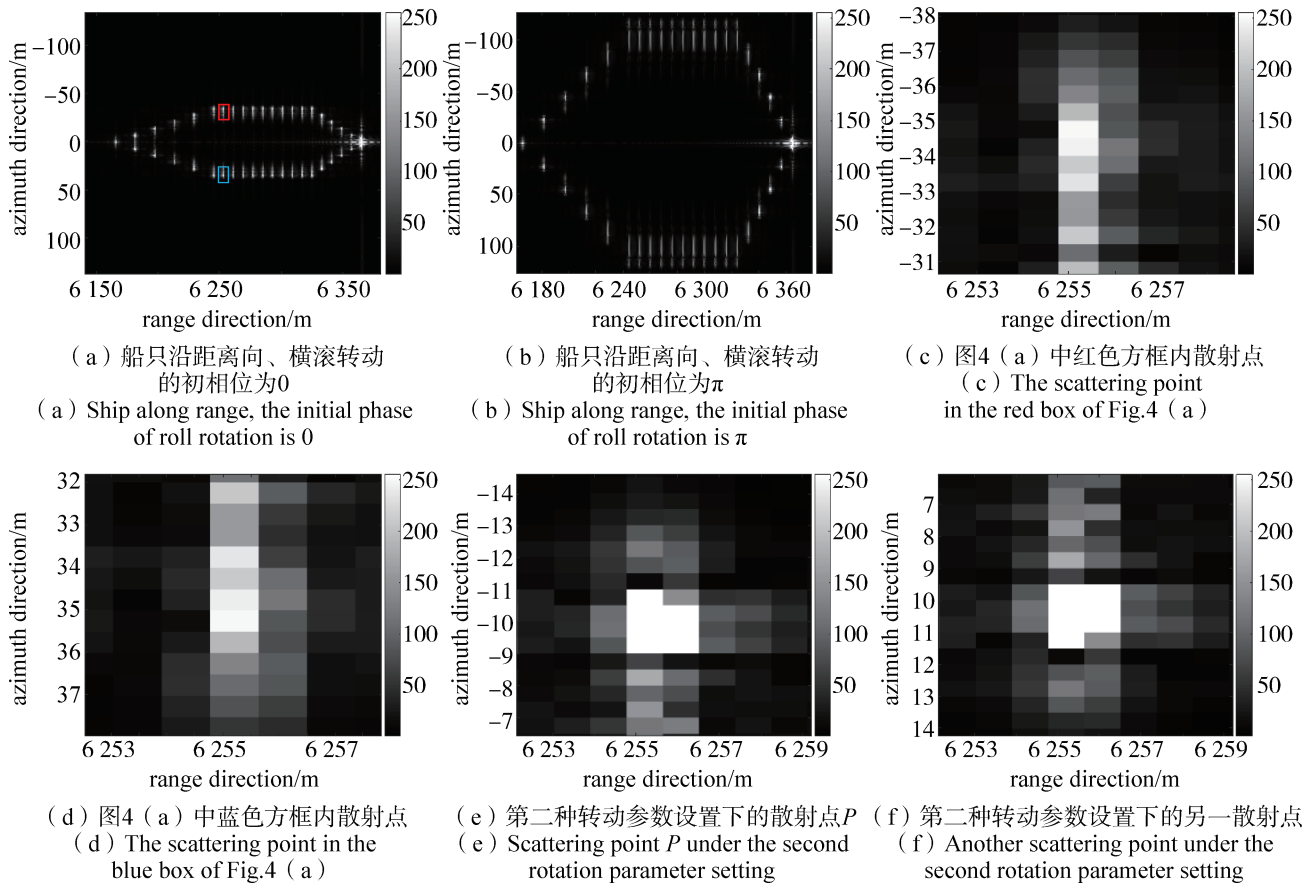 azimuth direction/m
-100
-50
0
50
100
250
200
150
100
50
6 150
6 250
6 350
range direction/m
（a）船只沿距离向、横滚转动
的初相位为0
（a）Ship along range, the initial phase
of roll rotation is 0
azimuth direction/m
-100
-50
0
50
100
250
200
150
100
50
6 180
6 240
6 300
6 360
range direction/m
（b）船只沿距离向、横滚转动
的初相位为π
（b）Ship along range, the initial phase
of roll rotation is π
azimuth direction/m
-38
-37
-36
-35
-34
-33
-32
-31
250
200
150
100
50
6 253
6 255
6 257
range direction/m
（c）图4（a）中红色方框内散射点
（c）The scattering point
in the red box of Fig.4（a）
azimuth direction/m
32
33
34
35
36
37
250
200
150
100
50
6 253
6 255
6 257
range direction/m
（d）图4（a）中蓝色方框内散射点
（d）The scattering point in the
blue box of Fig.4（a）
azimuth direction/m
-14
-13
-12
-11
-10
-9
-8
-7
250
200
150
100
50
6 253
6 255
6 257
6 259
range direction/m
（e）第二种转动参数设置下的散射点P
（e）Scattering point P under the second
rotation parameter setting
azimuth direction/m
7
8
9
10
11
12
13
14
250
200
150
100
50
6 253
6 255
6 257
6 259
range direction/m
（f）第二种转动参数设置下的另一散射点
（f）Another scattering point under the
second rotation parameter setting